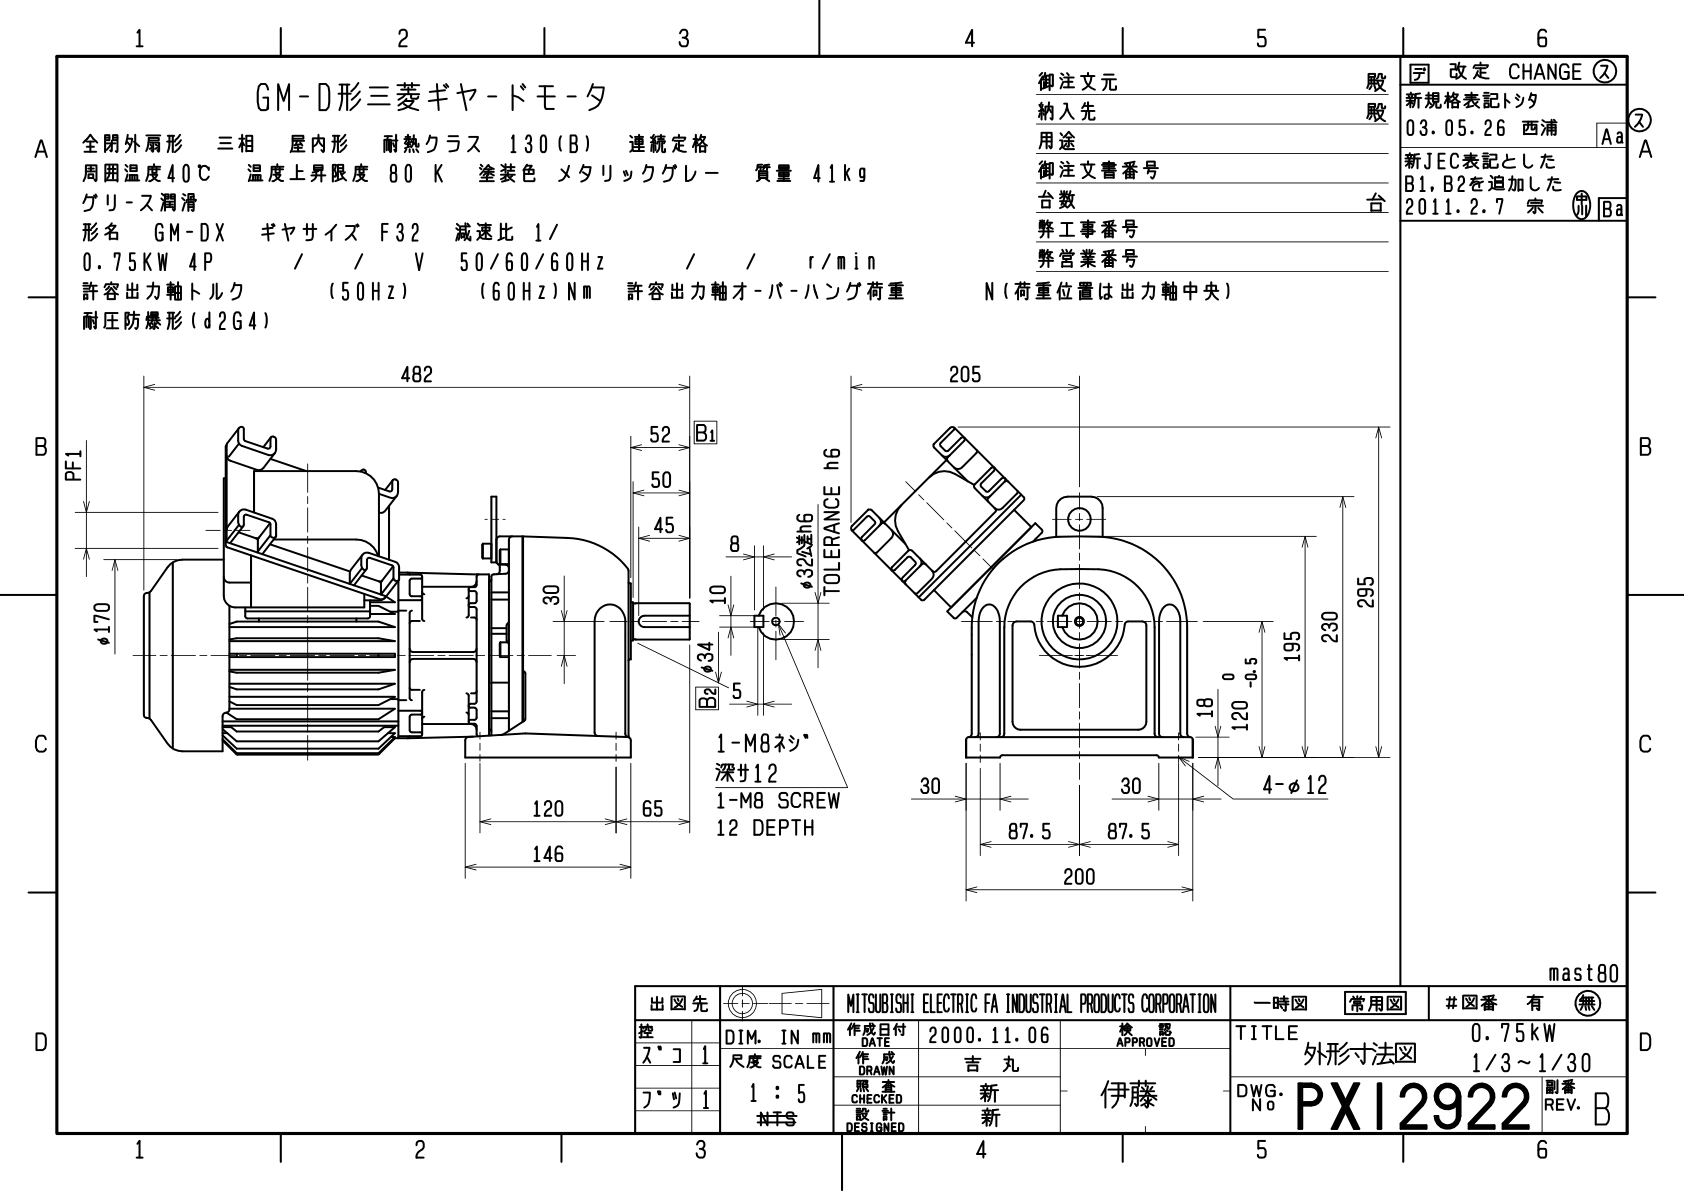 1 2 3 4 5 6
GM-D形三菱ギヤードモータ
全閉外扇形 三相 屋内形 耐熱クラス 130(B) 連続定格
周囲温度40℃ 温度上昇限度 80 K 塗装色 メタリックグレー 質量 41kg
グリース潤滑
形名 GM-DX ギヤサイズ F32 減速比 1/
0.75KW 4P / / V 50/60/60Hz / / r/min
許容出力軸トルク (50Hz) (60Hz)Nm 許容出力軸オーバーハング荷重 N(荷重位置は出力軸中央)
耐圧防爆形(d2G4)
御注文元 殿
納入先 殿
用途
御注文書番号
台数 台
弊工事番号
弊営業番号
デ 改定 CHANGE ス
新規格表記トシタ
03.05.26 西浦 Aa
ス
新JEC表記とした
B1,B2を追加した
2011.2.7 宗 Ba
A A
B B
C C
D D
482
52 B1
50
45
PF1
φ170
30
8
10
φ34
B2 5
φ32公差h6
TOLERANCE h6
1-M8ネジ
深サ12
1-M8 SCREW
12 DEPTH
120 65
146
205
295
230
195
120 0 -0.5
18
30 30
4-φ12
87.5 87.5
200
mast80
出図先
控
ズコ 1
ブツ 1
DIM. IN mm
尺度 SCALE
1 : 5
NTS
MITSUBISHI ELECTRIC FA INDUSTRIAL PRODUCTS CORPORATION
作成日付 DATE 2000.11.06
作成 DRAWN 吉丸
照査 CHECKED 新
設計 DESIGNED 新
検認 APPROVED
伊藤
一時図 常用図 #図番 有 無
TITLE 0.75kW
外形寸法図 1/3~1/30
DWG. No PX12922 副番 REV. B
1 2 3 4 5 6